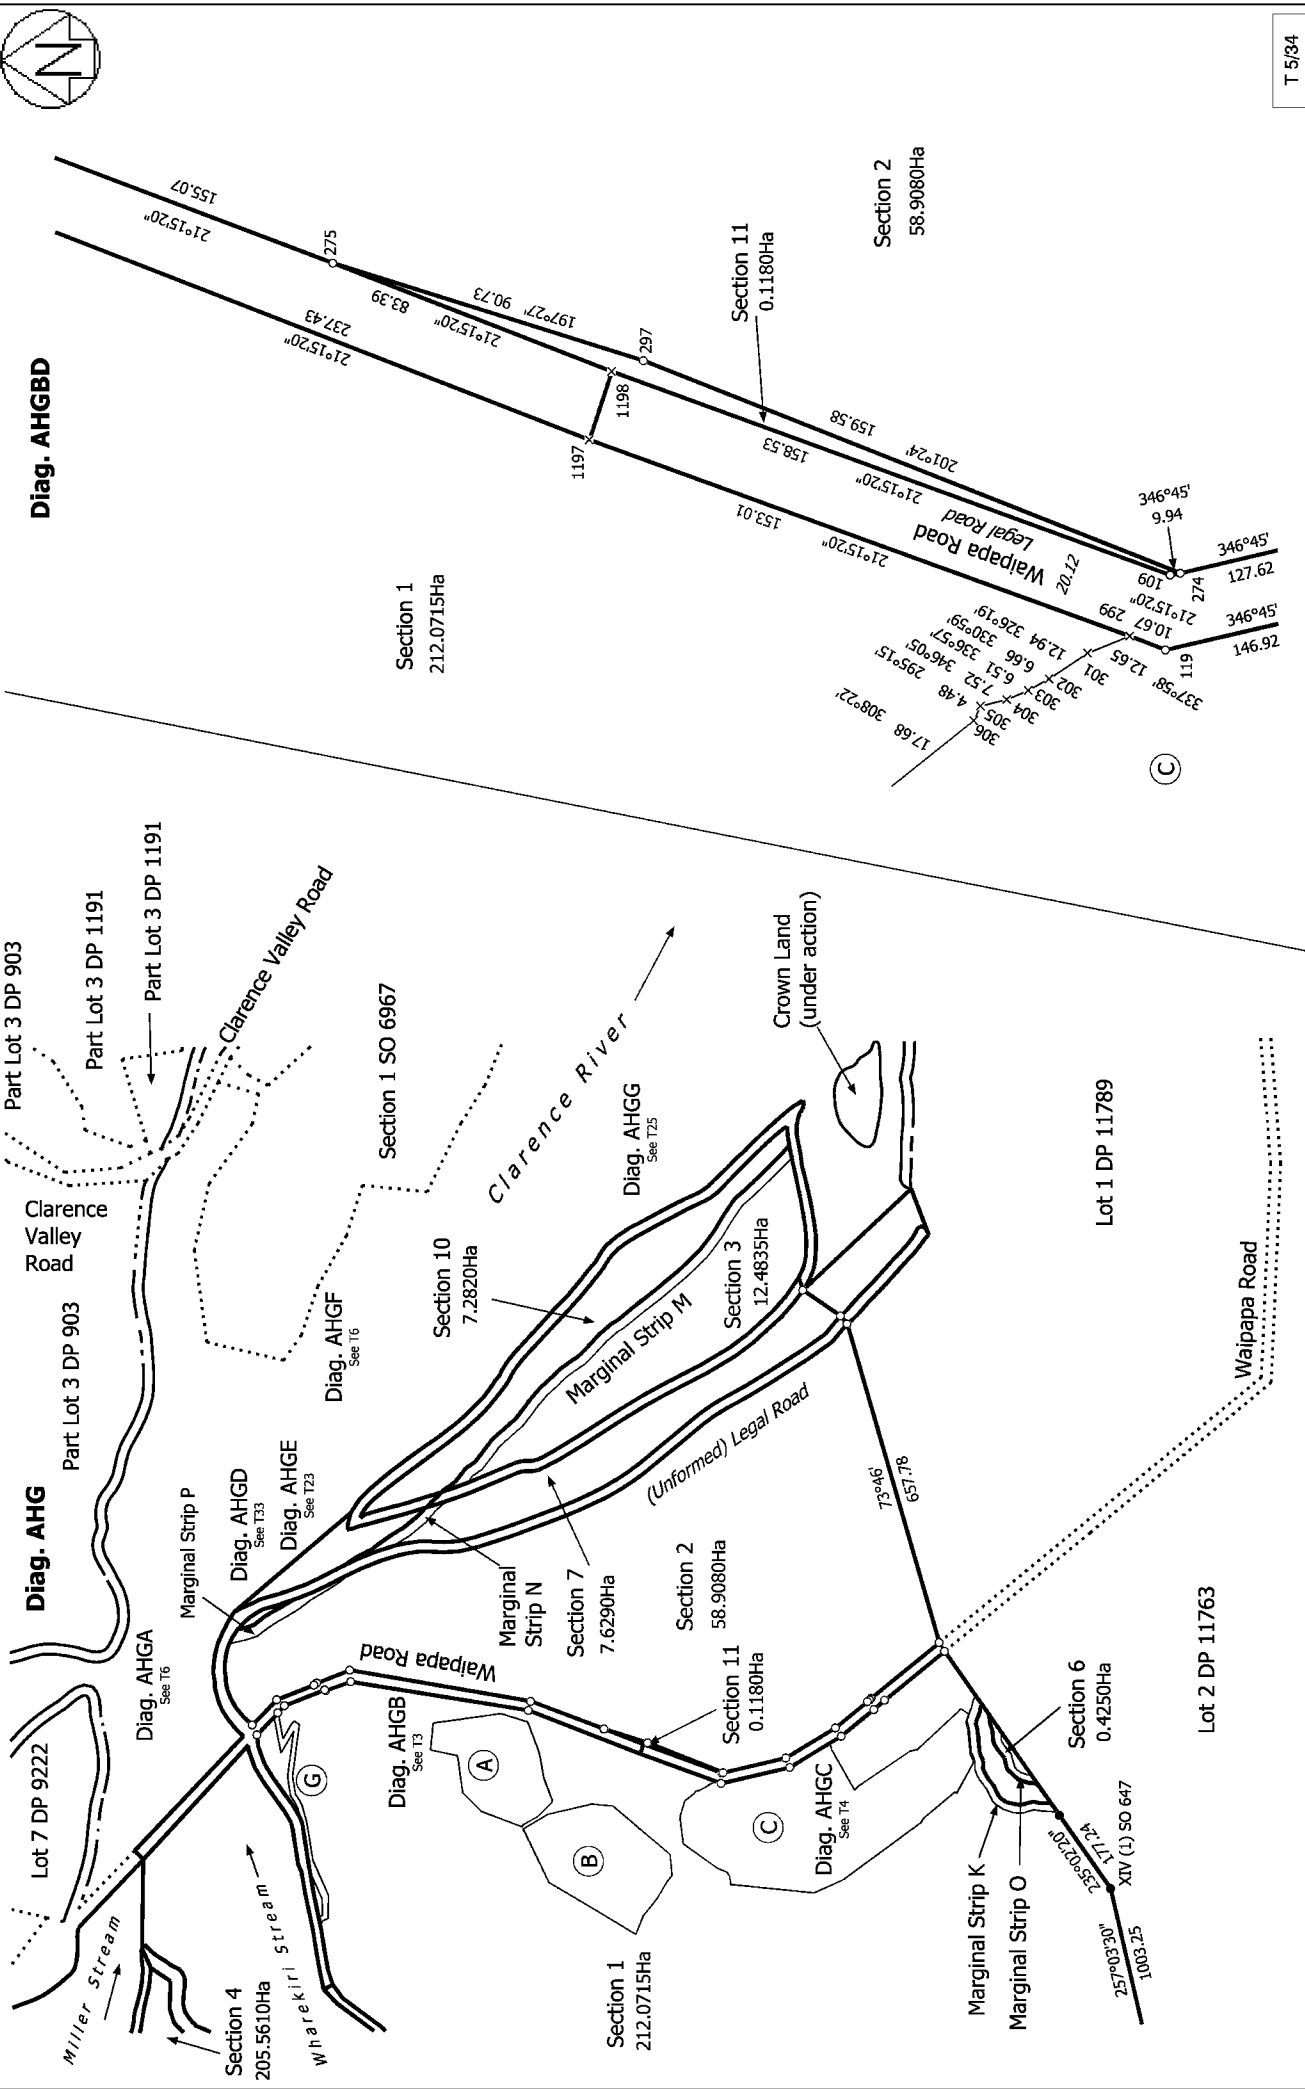 Diag. AHG
Lot 7 DP 9222
Diag. AHGA
See T6
Part Lot 3 DP 903
Clarence
Valley
Road
Part Lot 3 DP 903
Part Lot 3 DP 1191
Part Lot 3 DP 1191
Clarence Valley Road
Section 1 SO 6967
Miller Stream
Section 4
205.5610Ha
Wharekiri Stream
Marginal Strip P
Diag. AHGD
See T33
Diag. AHGE
See T23
Diag. AHGF
See T6
Section 10
7.2820Ha
Clarence River
Diag. AHGG
See T25
Crown Land
(under action)
G
Diag. AHGB
See T3
Waipapa Road
A
B
C
Marginal
Strip N
Section 7
7.6290Ha
Marginal Strip M
Section 3
12.4835Ha
(Unformed) Legal Road
Section 2
58.9080Ha
Section 11
0.1180Ha
Section 1
212.0715Ha
Diag. AHGC
See T4
73°46'
657.78
Lot 1 DP 11789
Waipapa Road
Marginal Strip K
Marginal Strip O
Section 6
0.4250Ha
Lot 2 DP 11763
235°02'20"
177.24
XIV (1) SO 647
257°03'30"
1003.25
Diag. AHGBD
N
155.07
21°15'20"
275
237.43
21°15'20"
83.39
21°15'20"
197°27' 90.73
297
1197
1198
Section 11
0.1180Ha
Section 2
58.9080Ha
Section 1
212.0715Ha
153.01
21°15'20"
158.53
21°15'20"
159.58
201°24'
Waipapa Road
Legal Road
20.12
346°45'
9.94
109
274
346°45'
127.62
21°15'20"
10.67
299
119
346°45'
146.92
337°58'
12.65
301
12.94 326°19'
302
6.66 330°59'
303
6.51 336°57'
304
7.52 346°05'
305
4.48 295°15'
306
17.68 308°22'
C
T 5/34